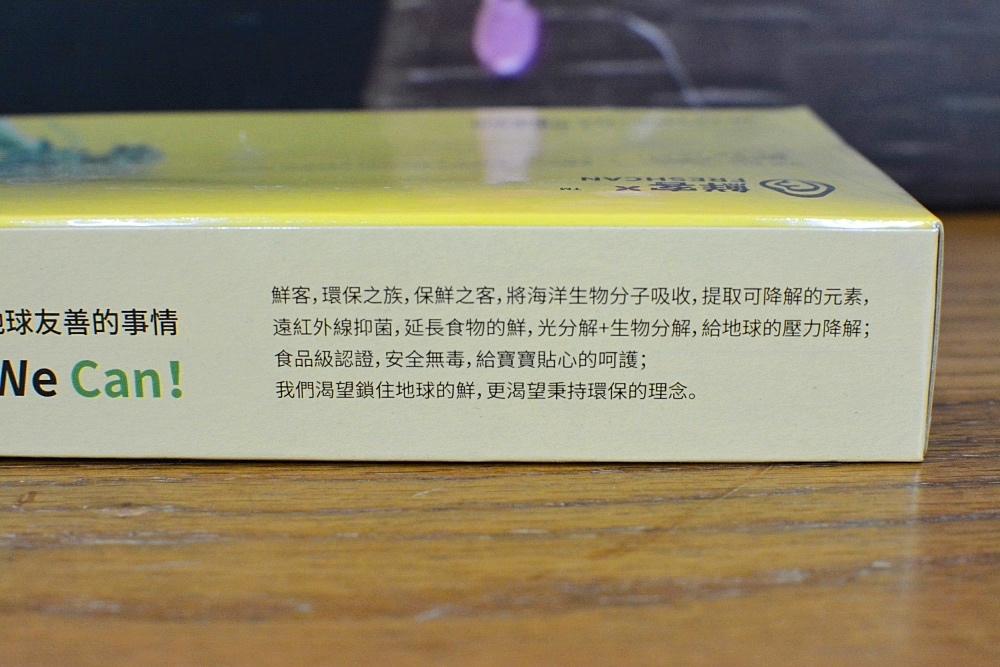 鮮客
FRESHCAN
™
球友善的事情
We Can!
鮮客,環保之族,保鮮之客,將海洋生物分子吸收,提取可降解的元素,
遠紅外線抑菌,延長食物的鮮,光分解+生物分解,給地球的壓力降解;
食品級認證,安全無毒,給寶寶貼心的呵護;
我們渴望鎖住地球的鮮,更渴望秉持環保的理念。